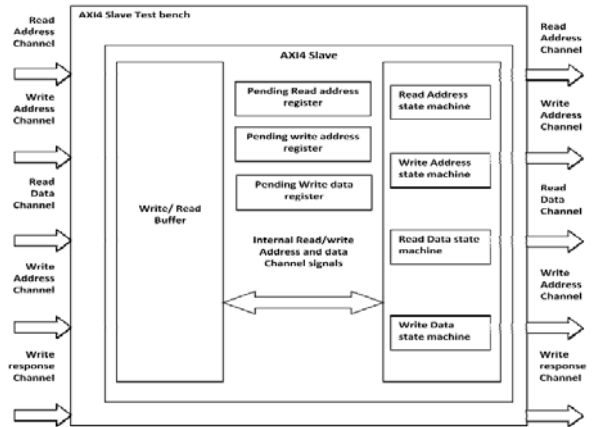 AXI4 Slave Test bench
Read
Address
Channel
Write
Address
Channel
Read
Data
Channel
Write
Address
Channel
Write
response
Channel
AXI4 Slave
Write/ Read
Buffer
Pending Read address
register
Pending write address
register
Pending Write data
register
Internal Read/write
Address and data
Channel signals
Read Address
state machine
Write Address
state machine
Read Data state
machine
Write Data
state machine
Read
Address
Channel
Write
Address
Channel
Read
Data
Channel
Write
Address
Channel
Write
response
Channel